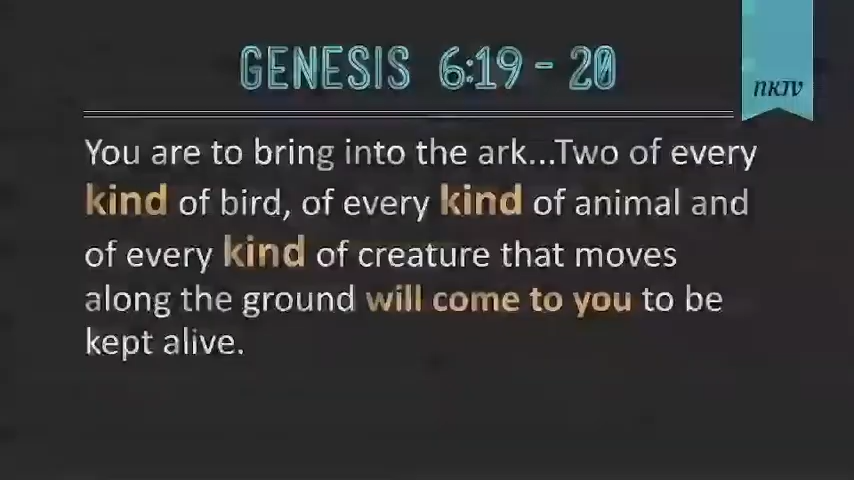 GENESIS 6:19 - 20
nkjv
You are to bring into the ark...Two of every
kind of bird, of every kind of animal and
of every kind of creature that moves
along the ground will come to you to be
kept alive.